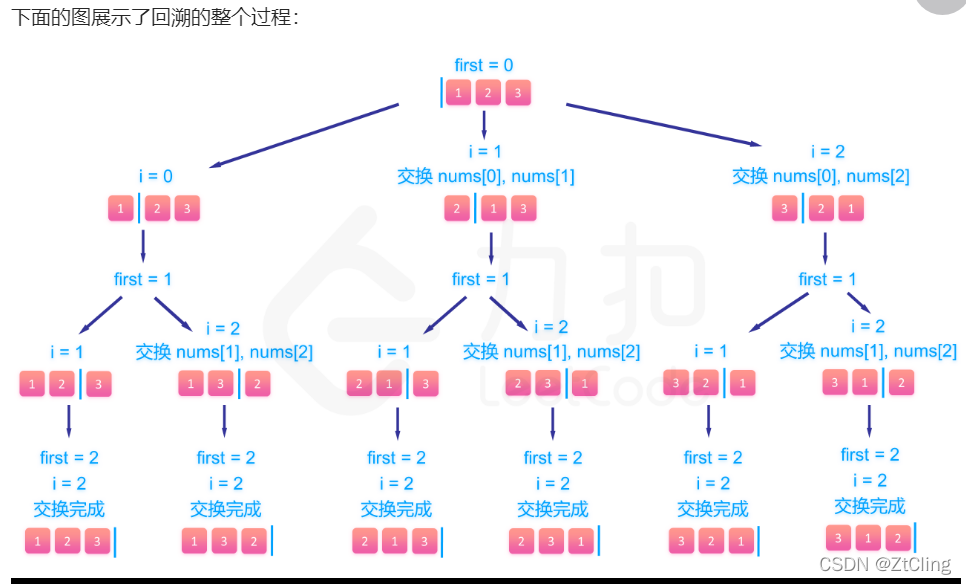 下面的图展示了回溯的整个过程：
first = 0
1 2 3
i = 0
i = 1
交换 nums[0], nums[1]
i = 2
交换 nums[0], nums[2]
1 2 3
2 1 3
3 2 1
first = 1
first = 1
first = 1
i = 1
i = 2
交换 nums[1], nums[2]
i = 1
i = 2
交换 nums[1], nums[2]
i = 1
i = 2
交换 nums[1], nums[2]
1 2 3
1 3 2
2 1 3
2 3 1
3 2 1
3 1 2
first = 2
i = 2
交换完成
1 2 3
first = 2
i = 2
交换完成
1 3 2
first = 2
i = 2
交换完成
2 1 3
first = 2
i = 2
交换完成
2 3 1
first = 2
i = 2
交换完成
3 2 1
first = 2
i = 2
交换完成
3 1 2
力扣
LeetCode
CSDN @ZtCling